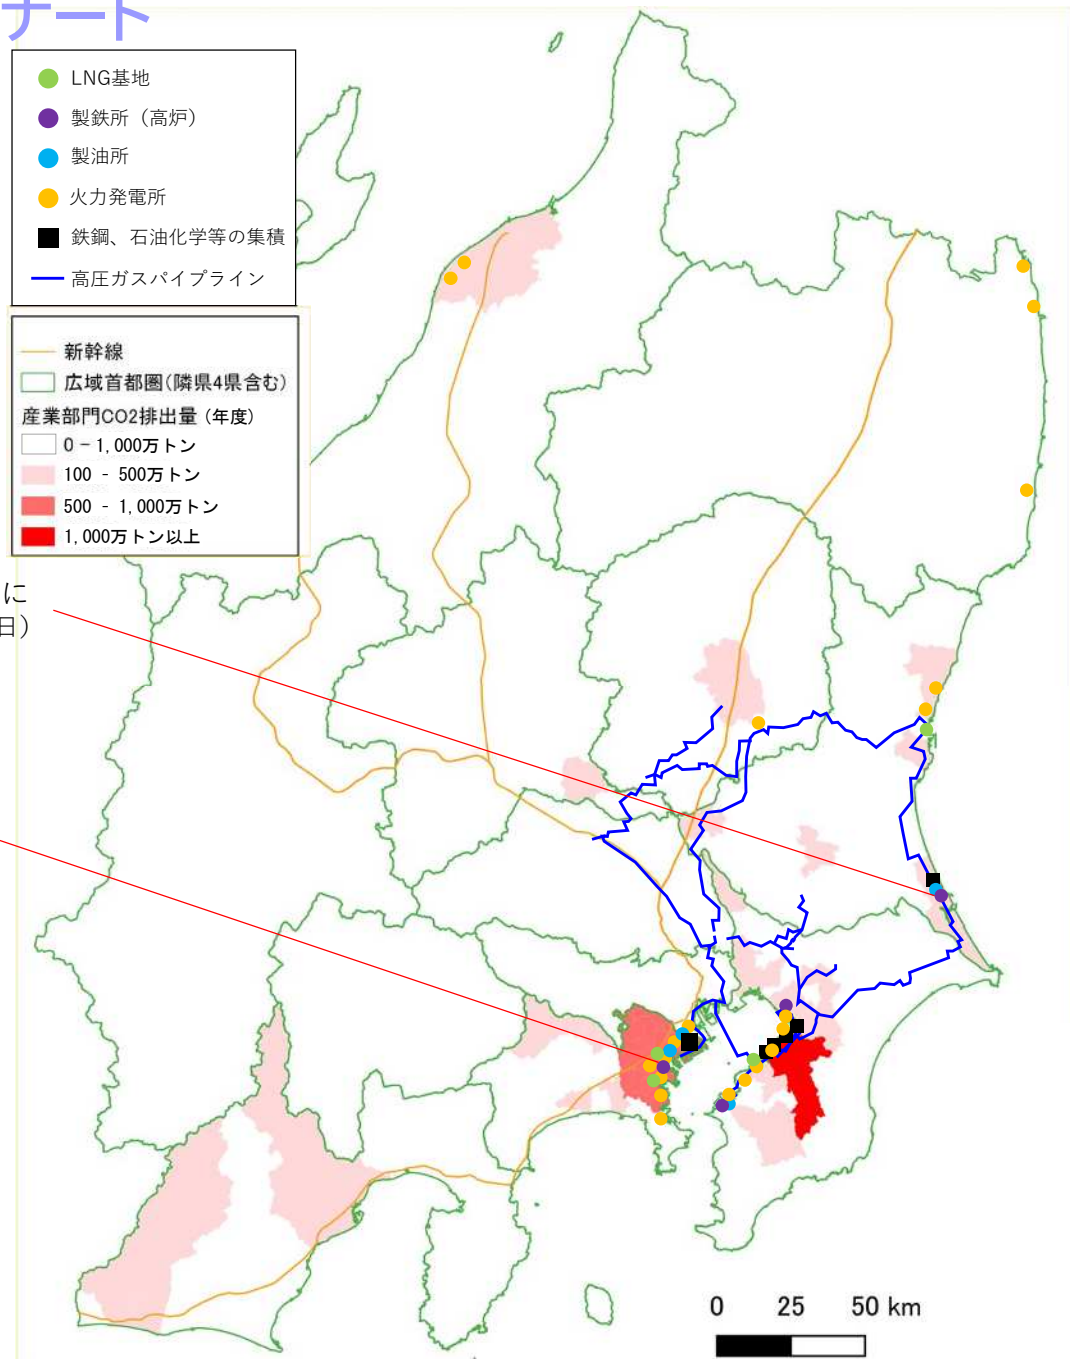 ナート
LNG基地
製鉄所（高炉）
製油所
火力発電所
鉄鋼、石油化学等の集積
高圧ガスパイプライン
新幹線
広域首都圏(隣県4県含む)
産業部門CO2排出量（年度）
0 - 1,000万トン
100 - 500万トン
500 - 1,000万トン
1,000万トン以上
に
日）
0 25 50 km